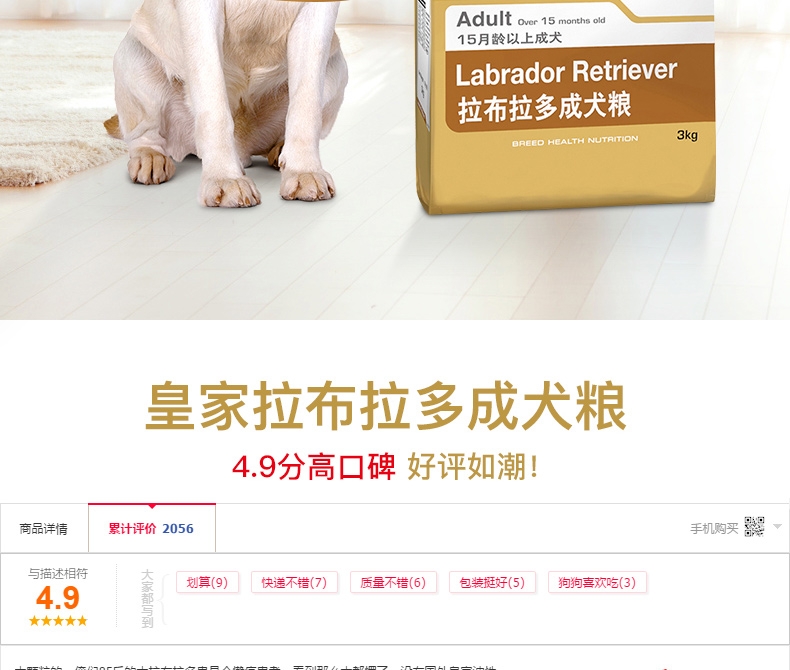 Adult Over 15 months old
15月龄以上成犬
Labrador Retriever
拉布拉多成犬粮
BREED HEALTH NUTRITION
3kg
皇家拉布拉多成犬粮
4.9分高口碑 好评如潮!
商品详情
累计评价 2056
手机购买
与描述相符
4.9
大家都写到
划算(9)
快递不错(7)
质量不错(6)
包装挺好(5)
狗狗喜欢吃(3)